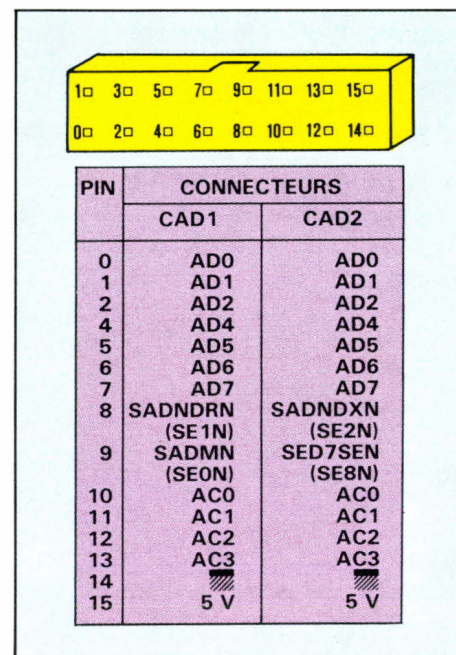 1 3 5 7 9 11 13 15
0 2 4 6 8 10 12 14
PIN CONNECTEURS
CAD1 CAD2
0 AD0 AD0
1 AD1 AD1
2 AD2 AD2
4 AD4 AD4
5 AD5 AD5
6 AD6 AD6
7 AD7 AD7
8 SADNDRN SADNDXN
(SE1N) (SE2N)
9 SADMN SED7SEN
(SE0N) (SE8N)
10 AC0 AC0
11 AC1 AC1
12 AC2 AC2
13 AC3 AC3
14
15 5 V 5 V